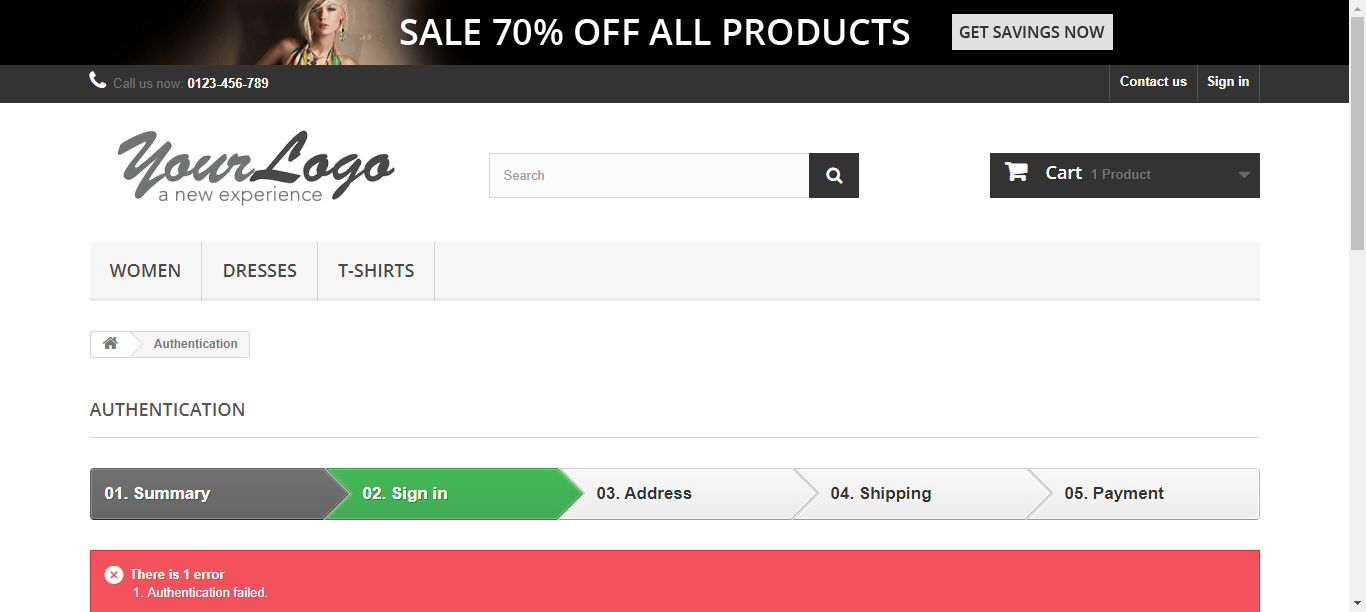 SALE 70% OFF ALL PRODUCTS GET SAVINGS NOW
Call us now: 0123-456-789 Contact us Sign in
YourLogo
a new experience
Search
Cart 1 Product
WOMEN DRESSES T-SHIRTS
Authentication
AUTHENTICATION
01. Summary 02. Sign in 03. Address 04. Shipping 05. Payment
There is 1 error
1. Authentication failed.